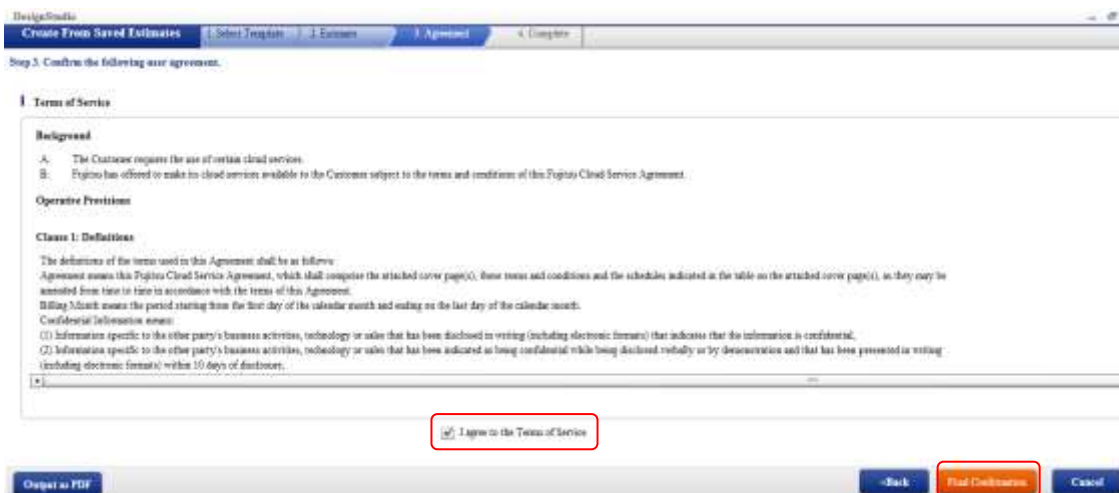 DesignStudio
Create From Saved Estimates 1. Select Template 2. Estimate 3. Agreement 4. Complete
Step 3. Confirm the following user agreement.
Terms of Service
Background
A. The Customer requires the use of certain cloud services.
B. Fujitsu has offered to make its cloud services available to the Customer subject to the terms and conditions of this Fujitsu Cloud Service Agreement.
Operative Provisions
Clause 1: Definitions
The definitions of the terms used in this Agreement shall be as follows:
Agreement means this Fujitsu Cloud Service Agreement, which shall comprise the attached cover page(s), these terms and conditions and the schedules indicated in the table on the attached cover page(s), as they may be
amended from time to time in accordance with the terms of this Agreement.
Billing Month means the period starting from the first day of the calendar month and ending on the last day of the calendar month.
Confidential Information means:
(1) Information specific to the other party's business activities, technology or sales that has been disclosed in writing (including electronic formats) that indicates that the information is confidential,
(2) Information specific to the other party's business activities, technology or sales that has been indicated as being confidential while being disclosed verbally or by demonstration and that has been presented in writing
(including electronic formats) within 10 days of disclosure,
I agree to the Terms of Service
Output as PDF <Back Final Confirmation Cancel